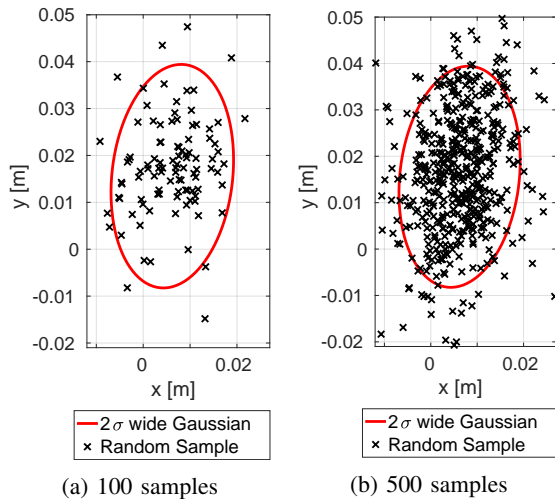 0.05
0.04
0.03
0.02
0.01
0
-0.01
-0.02
y [m]
0
0.02
x [m]
2σ wide Gaussian
Random Sample
(a) 100 samples
0.05
0.04
0.03
0.02
0.01
0
-0.01
-0.02
y [m]
0
0.02
x [m]
2σ wide Gaussian
Random Sample
(b) 500 samples